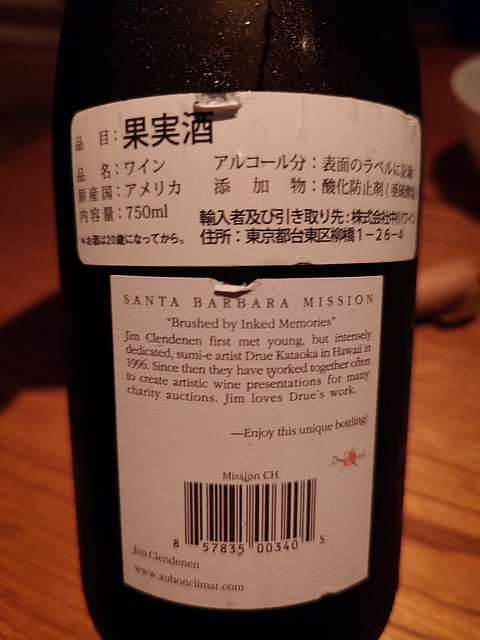 品 目：果実酒
品 名：ワイン
原産国：アメリカ
内容量：750ml
※お酒は20歳になってから。
アルコール分：表面のラベルに記載
添 加 物：酸化防止剤(亜硫酸塩)
輸入者及び引き取り先：株式会社中川ワイン
住所：東京都台東区柳橋1-26-4
SANTA BARBARA MISSION
"Brushed by Inked Memories"
Jim Clendenen first met young, but intensely
dedicated, sumi-e artist Drue Kataoka in Hawaii in
1996. Since then they have worked together often
to create artistic wine presentations for many
charity auctions. Jim loves Drue's work.
—Enjoy this unique bottling!
Mission CH
8 57835 00340 5
Jim Clendenen
www.aubonclimat.com